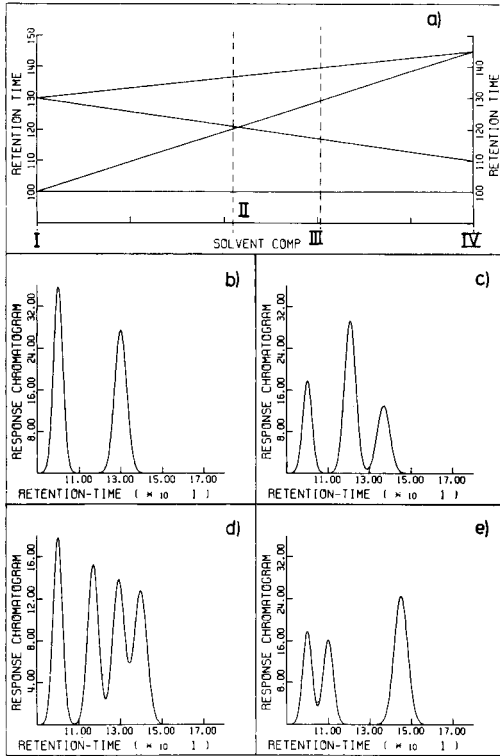 a)
RETENTION TIME
150
140
130
120
110
100
RETENTION TIME
140
130
120
110
100
I
II
III
IV
SOLVENT COMP
b)
RESPONSE CHROMATOGRAM
32.00
24.00
16.00
8.00
11.00 13.00 15.00 17.00
RETENTION-TIME ( * 10 1 )
c)
RESPONSE CHROMATOGRAM
32.00
24.00
16.00
8.00
11.00 13.00 15.00 17.00
RETENTION-TIME ( * 10 1 )
d)
RESPONSE CHROMATOGRAM
16.00
12.00
8.00
4.00
11.00 13.00 15.00 17.00
RETENTION-TIME ( * 10 1 )
e)
RESPONSE CHROMATOGRAM
32.00
24.00
16.00
8.00
11.00 13.00 15.00 17.00
RETENTION-TIME ( * 10 1 )